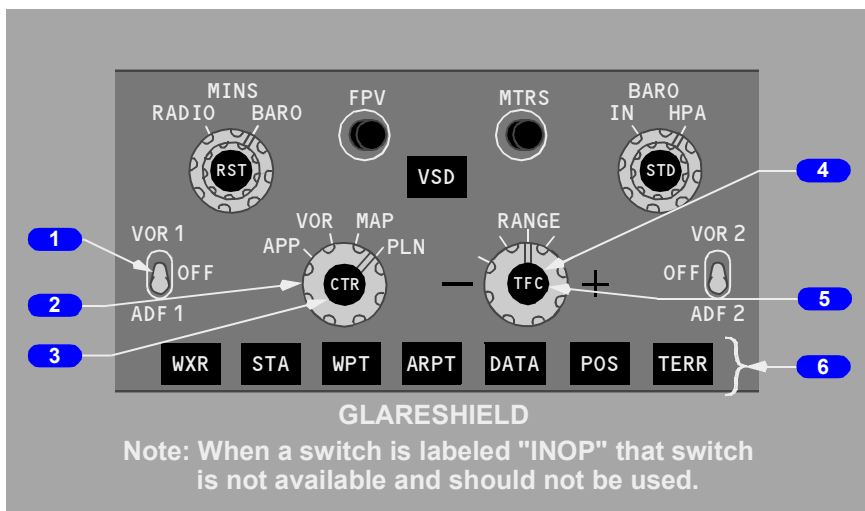 MINS
RADIO BARO
RST
FPV
MTRS
BARO
IN HPA
STD
VSD
4
1
VOR 1
OFF
ADF 1
2
3
VOR MAP
APP PLN
CTR
RANGE
TFC
VOR 2
OFF
ADF 2
5
6
WXR STA WPT ARPT DATA POS TERR
GLARESHIELD
Note: When a switch is labeled "INOP" that switch
is not available and should not be used.